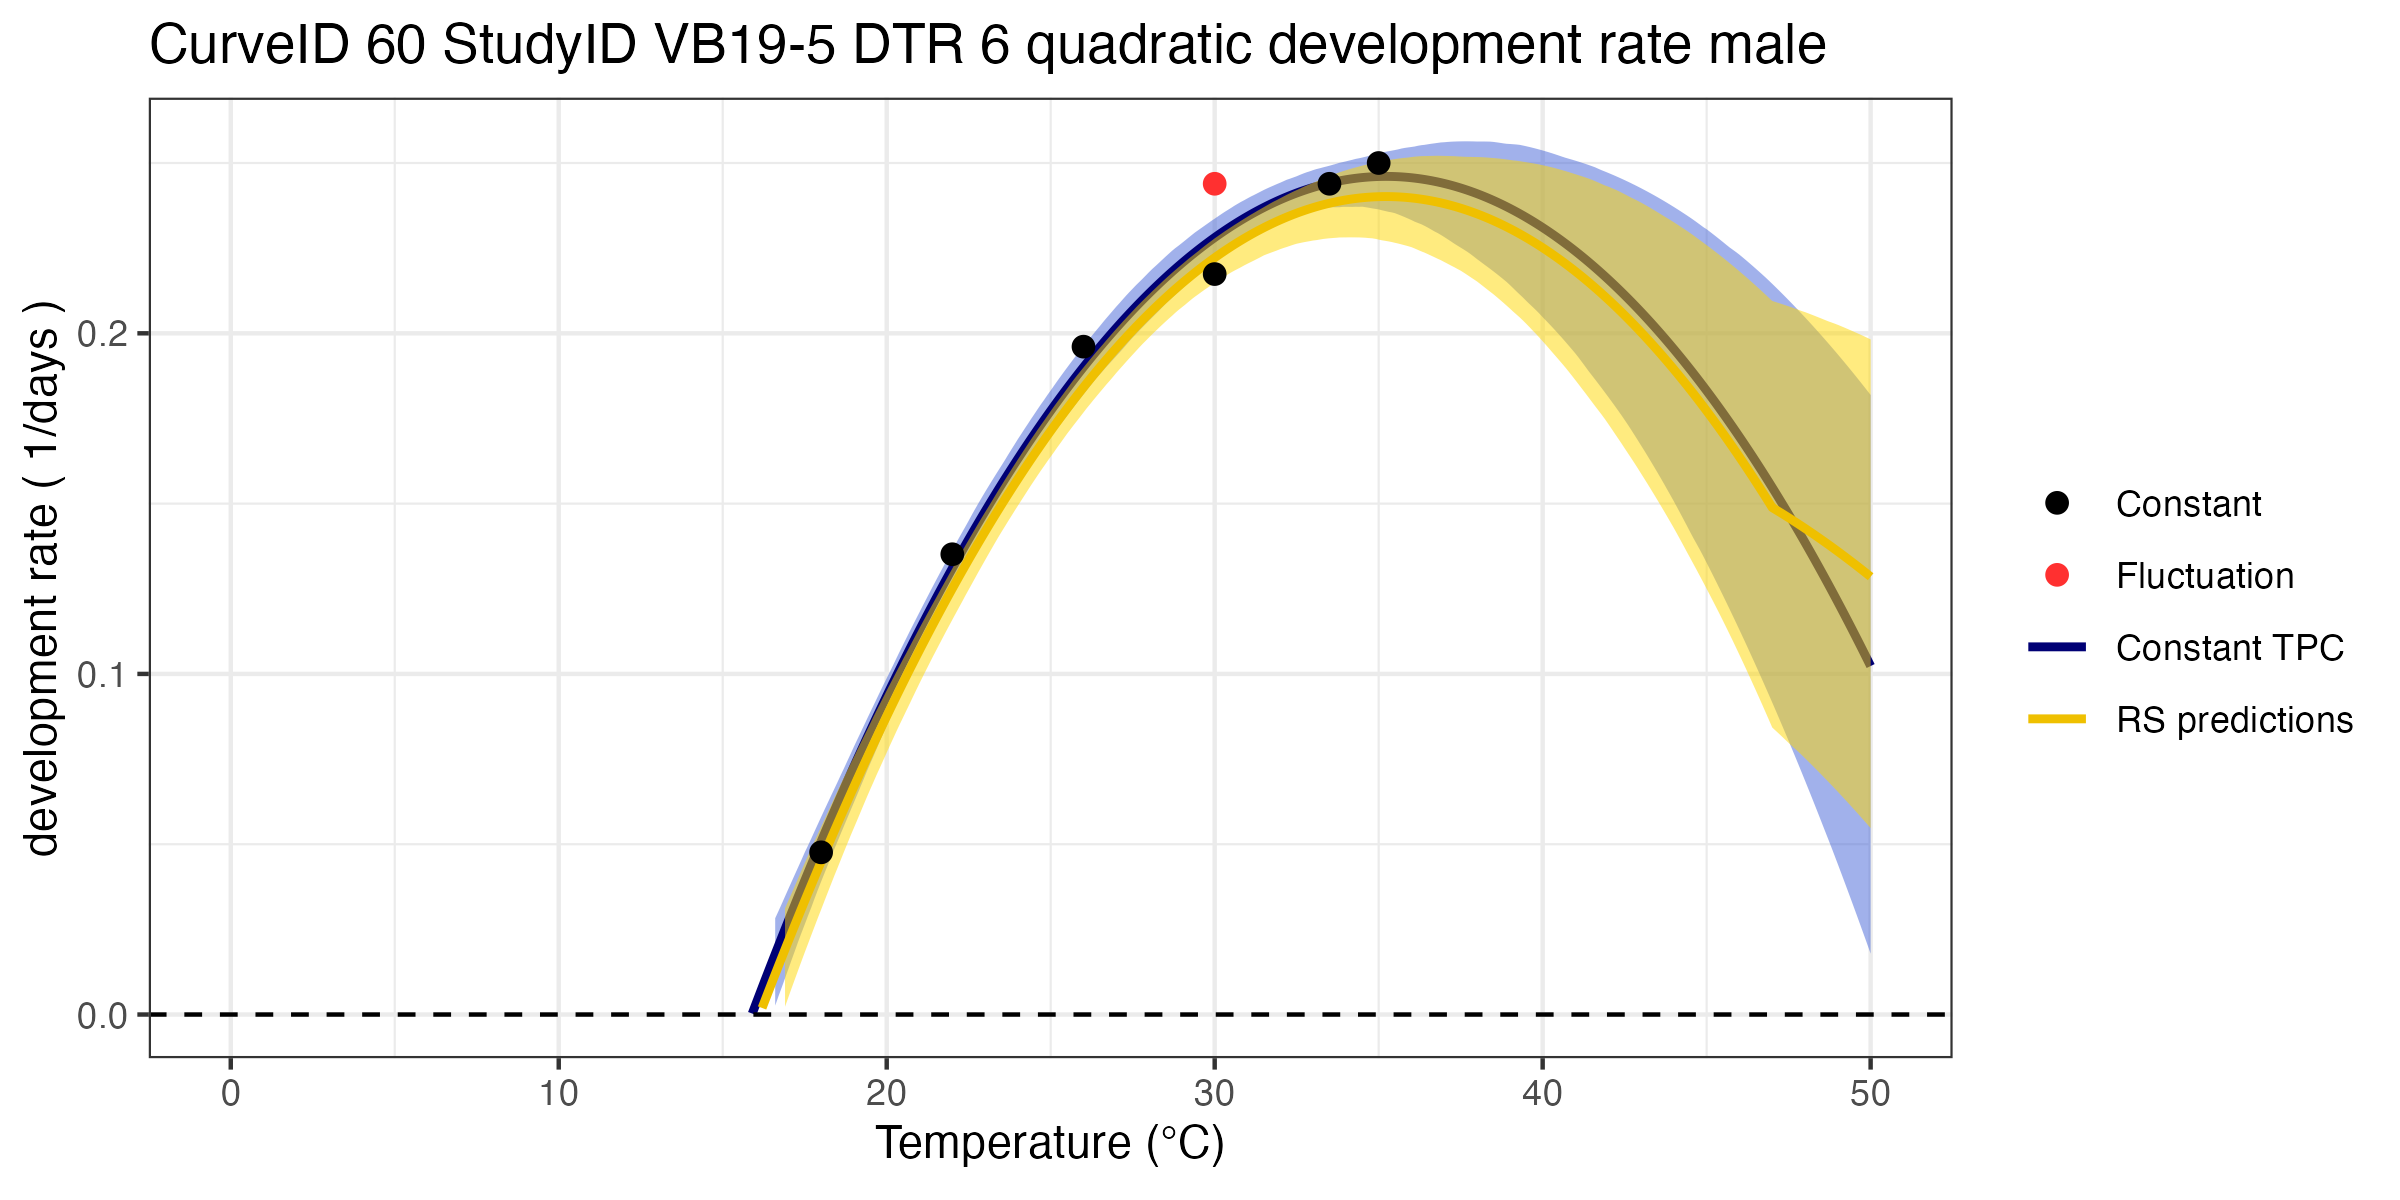 CurveID 60 StudyID VB19-5 DTR 6 quadratic development rate male
development rate ( 1/days )
0.2
0.1
0.0
0 10 20 30 40 50
Temperature (°C)
Constant
Fluctuation
Constant TPC
RS predictions